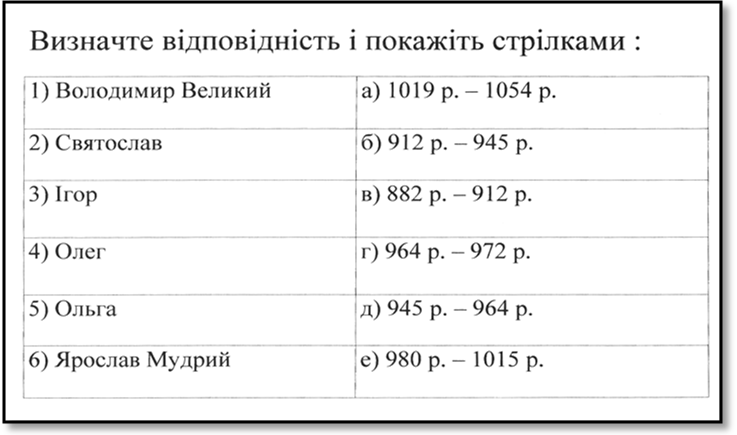 Визначте відповідність і покажіть стрілками :
1) Володимир Великий а) 1019 р. – 1054 р.
2) Святослав б) 912 р. – 945 р.
3) Ігор в) 882 р. – 912 р.
4) Олег г) 964 р. – 972 р.
5) Ольга д) 945 р. – 964 р.
6) Ярослав Мудрий е) 980 р. – 1015 р.